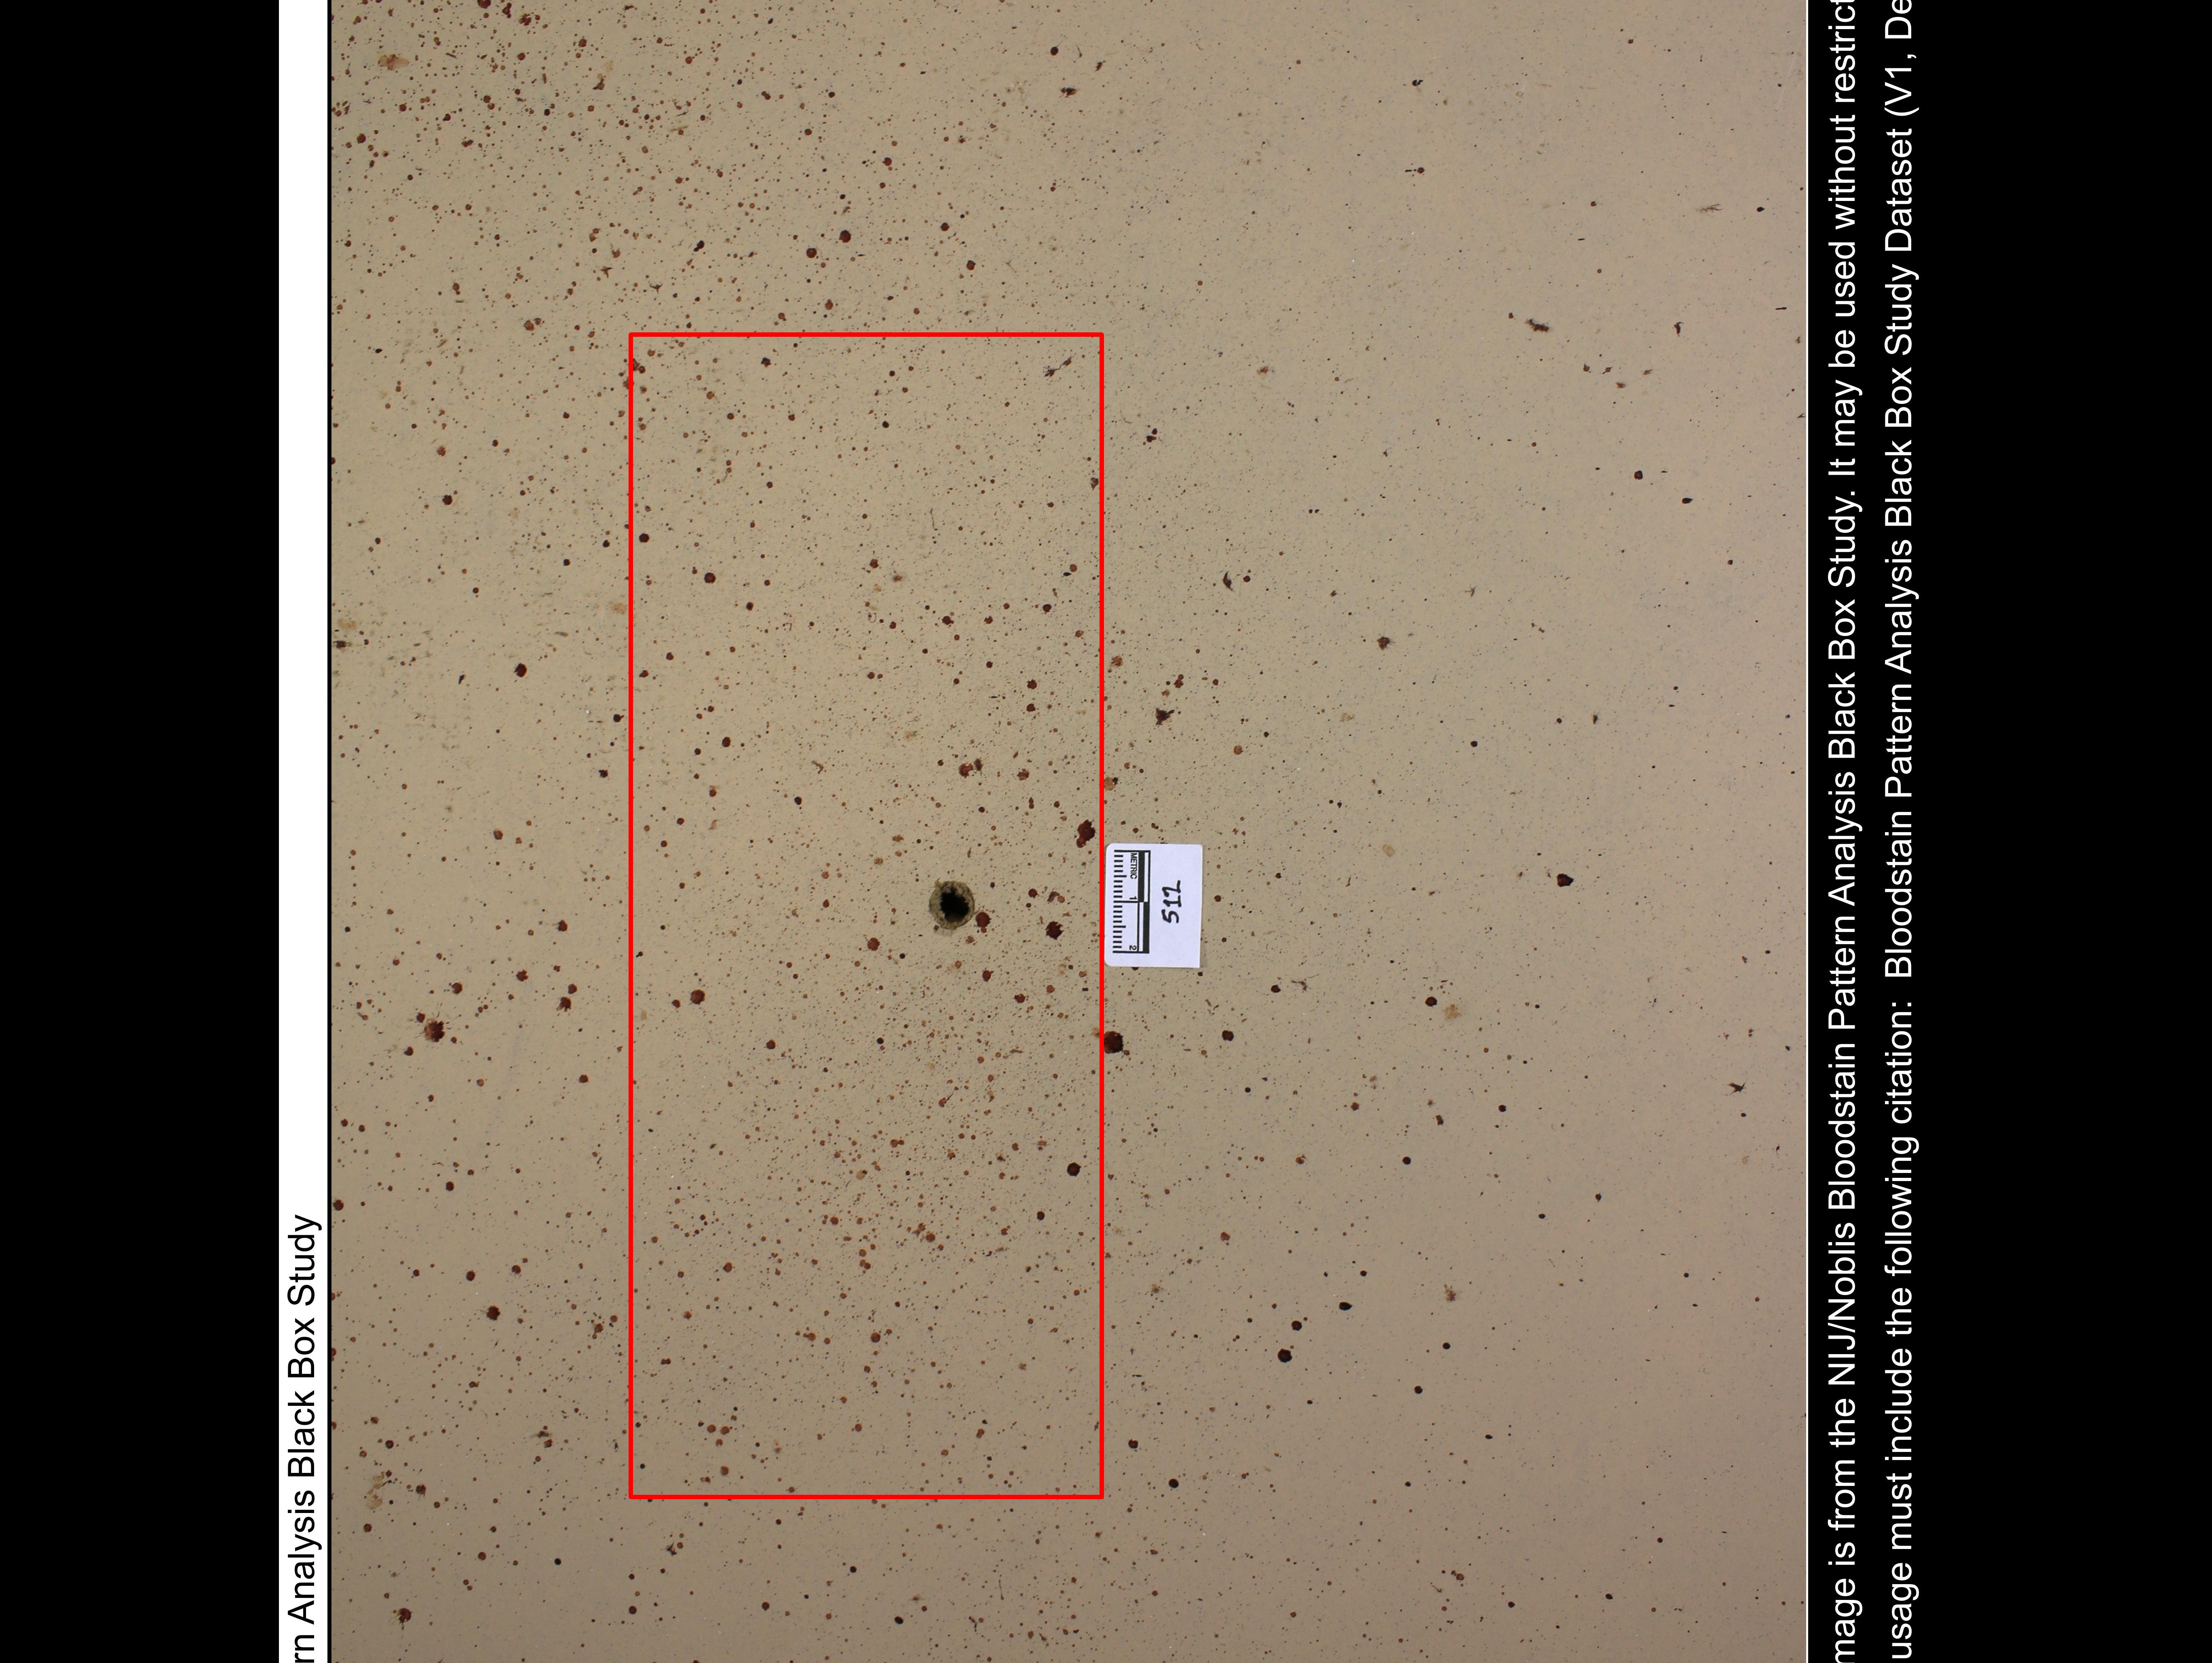 rn Analysis Black Box Study
METRIC 1 2
511
mage is from the NIJ/Noblis Bloodstain Pattern Analysis Black Box Study. It may be used without restrict
usage must include the following citation: Bloodstain Pattern Analysis Black Box Study Dataset (V1, De